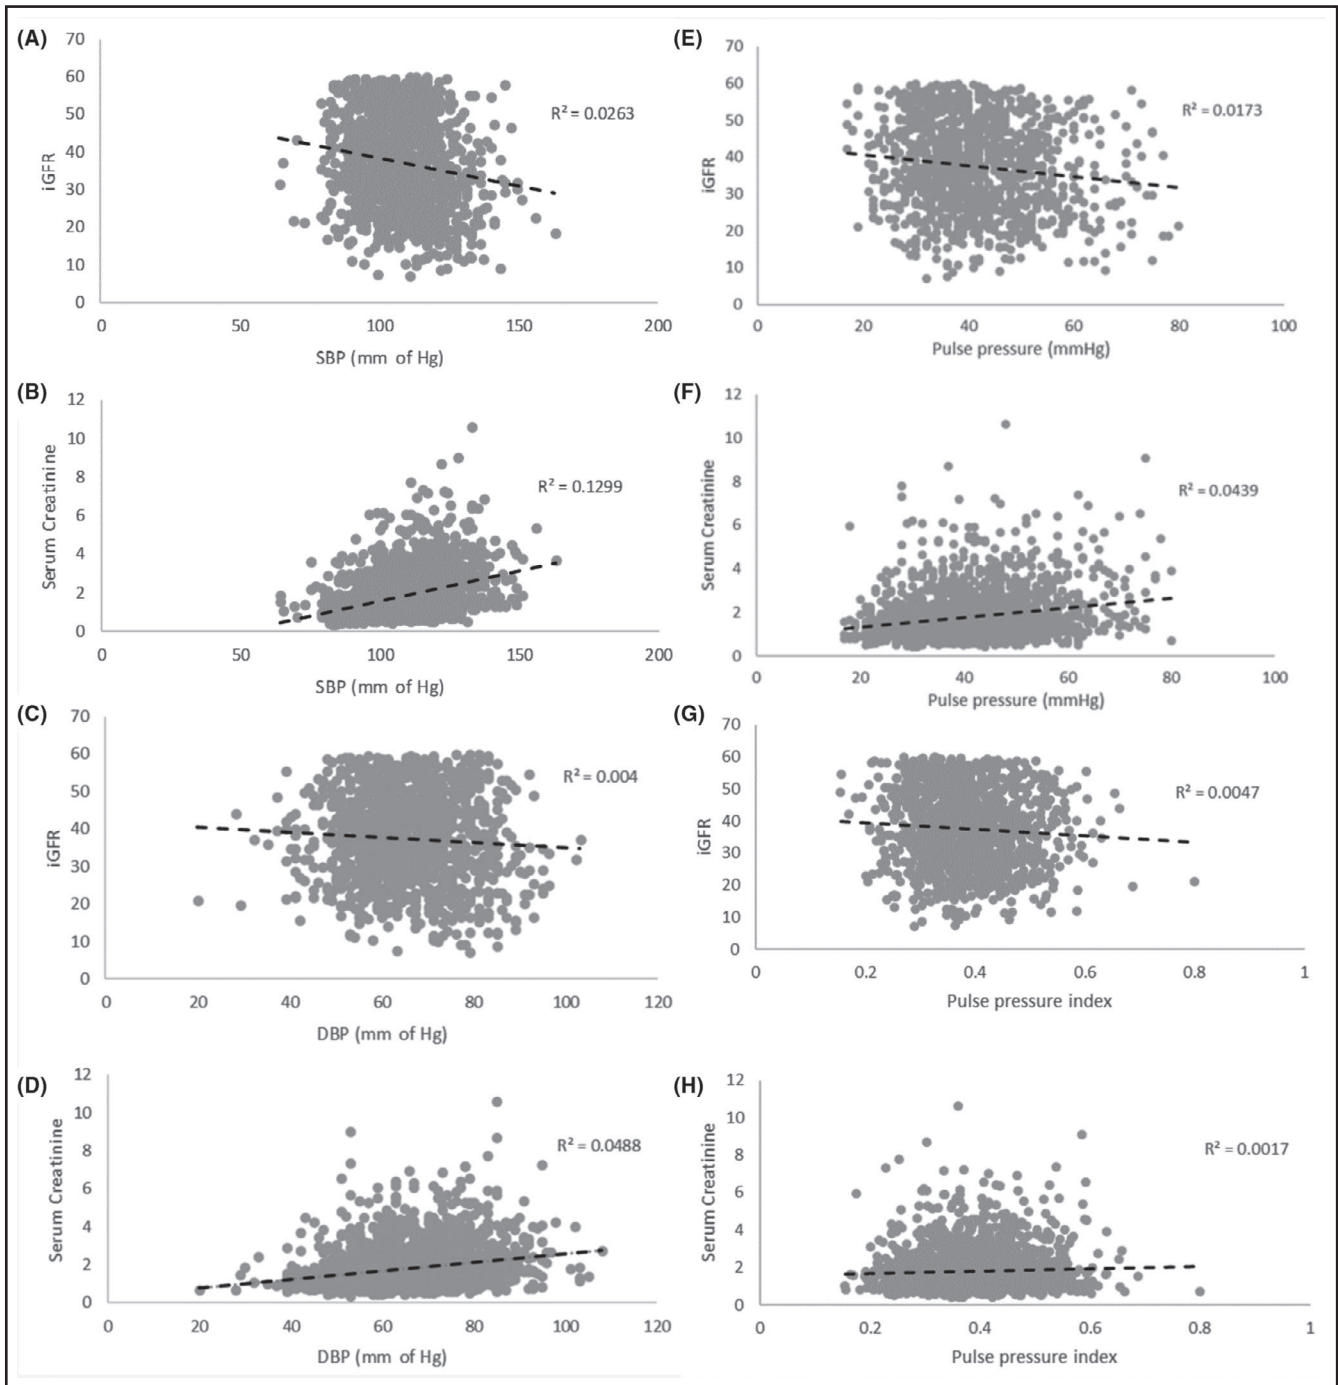 (A)
70
60
50
40
30
20
10
0
iGFR
R² = 0.0263
0 50 100 150 200
SBP (mm of Hg)
(B)
12
10
8
6
4
2
0
Serum Creatinine
R² = 0.1299
0 50 100 150 200
SBP (mm of Hg)
(C)
70
60
50
40
30
20
10
0
iGFR
R² = 0.004
0 20 40 60 80 100 120
DBP (mm of Hg)
(D)
12
10
8
6
4
2
0
Serum Creatinine
R² = 0.0488
0 20 40 60 80 100 120
DBP (mm of Hg)
(E)
70
60
50
40
30
20
10
0
iGFR
R² = 0.0173
0 20 40 60 80 100
Pulse pressure (mmHg)
(F)
12
10
8
6
4
2
0
Serum Creatinine
R² = 0.0439
0 20 40 60 80 100
Pulse pressure (mmHg)
(G)
70
60
50
40
30
20
10
0
iGFR
R² = 0.0047
0 0.2 0.4 0.6 0.8 1
Pulse pressure index
(H)
12
10
8
6
4
2
0
Serum Creatinine
R² = 0.0017
0 0.2 0.4 0.6 0.8 1
Pulse pressure index